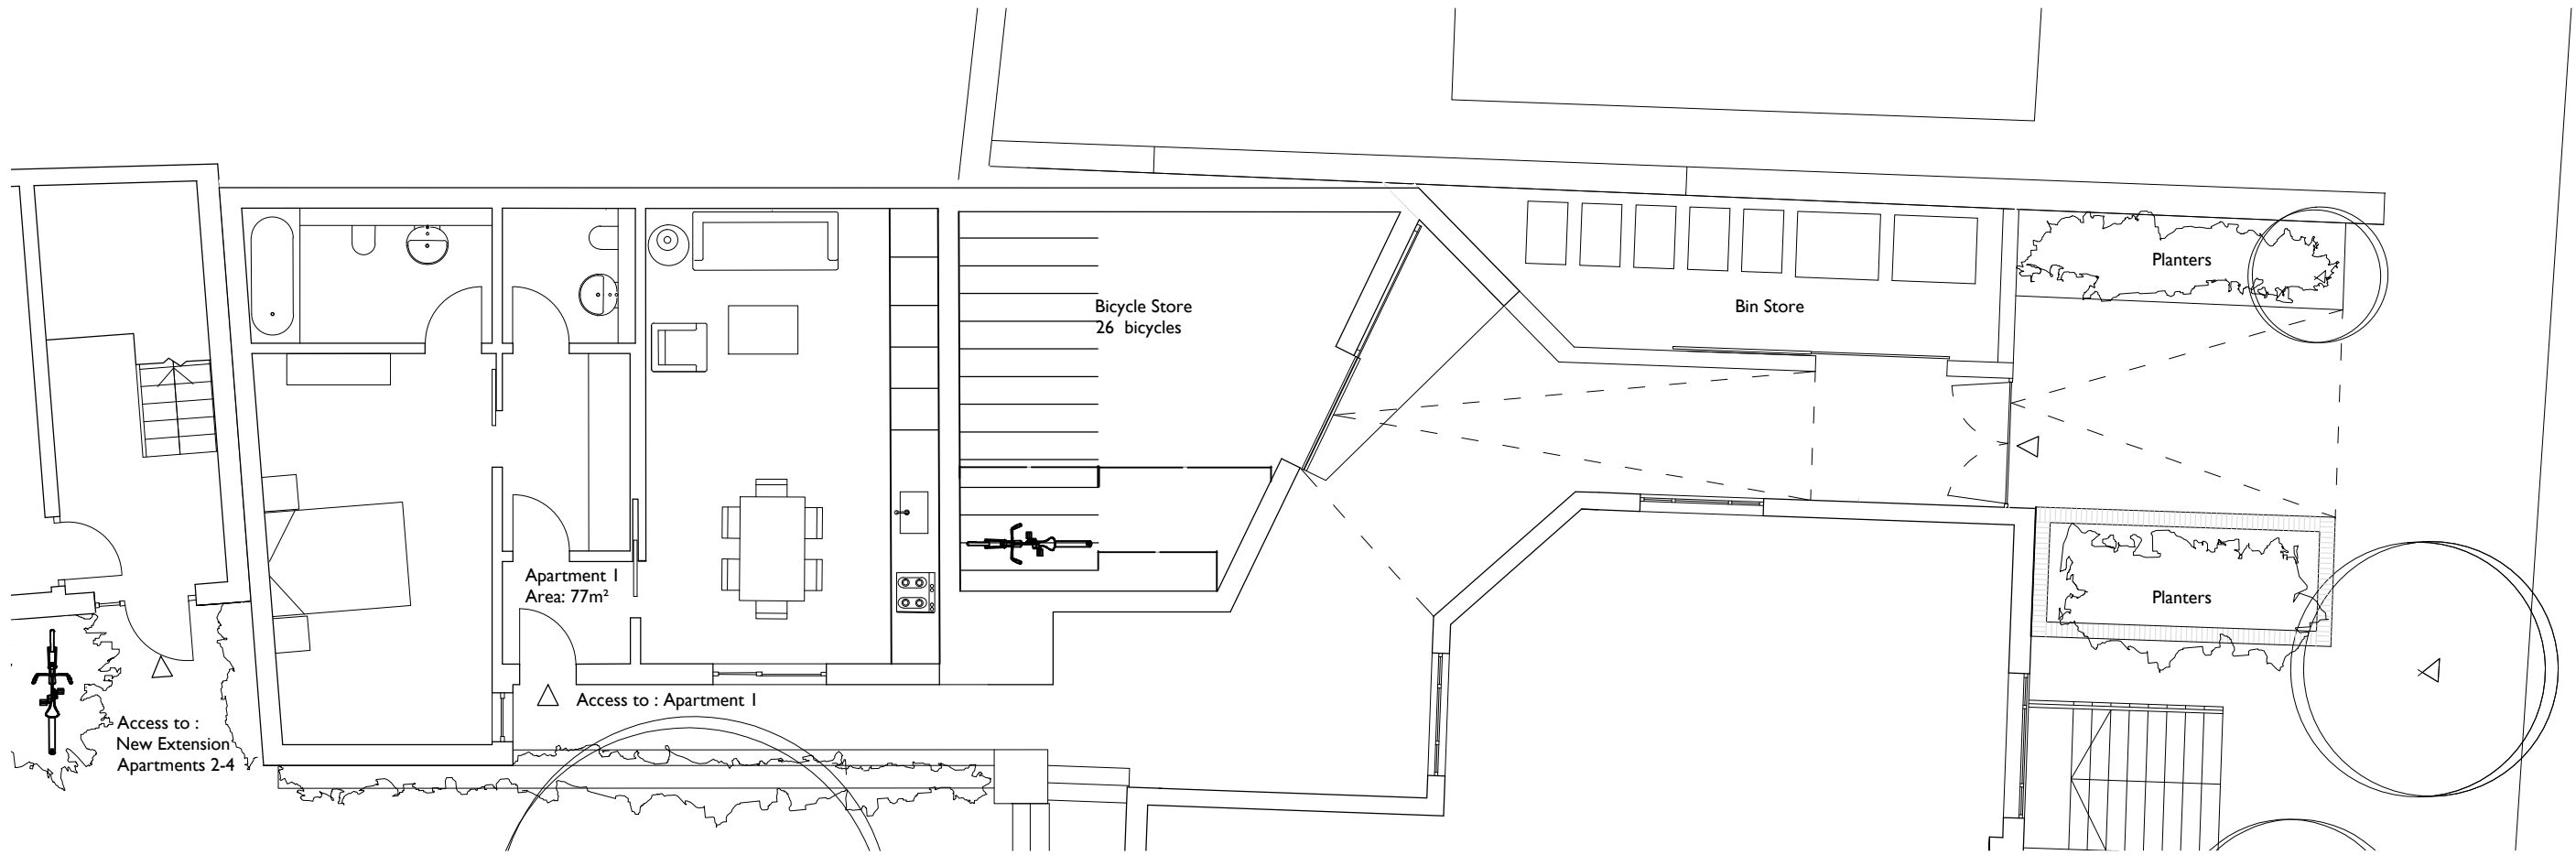 Planters
Bicycle Store
26 bicycles
Bin Store
Apartment 1
Area: 77m²
Planters
Access to : Apartment 1
Access to :
New Extension
Apartments 2-4